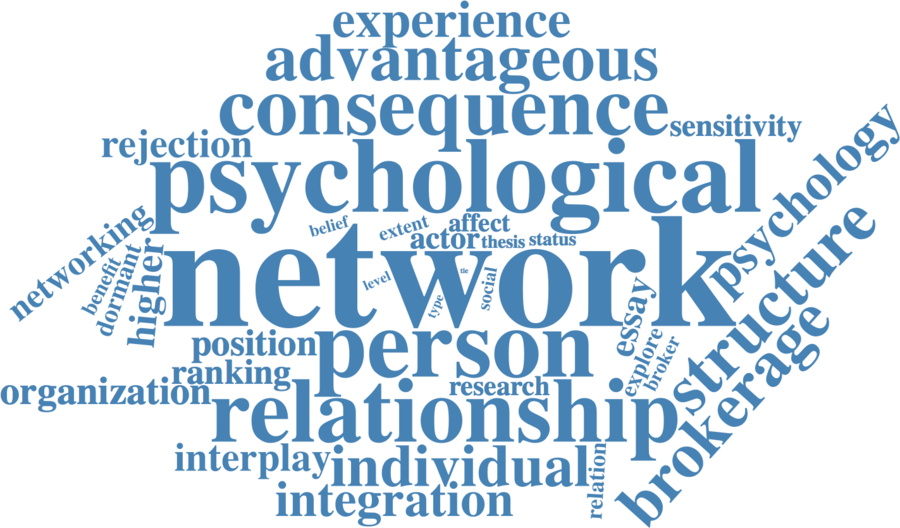 experience
advantageous
consequence
sensitivity
rejection
psychological
psychology
networking
belief
extent
affect
actor
thesis
status
network
benefit
dormant
higher
level
type
tie
social
structure
essay
explore
broker
brokerage
position
person
ranking
organization
research
relationship
interplay
individual
relation
integration